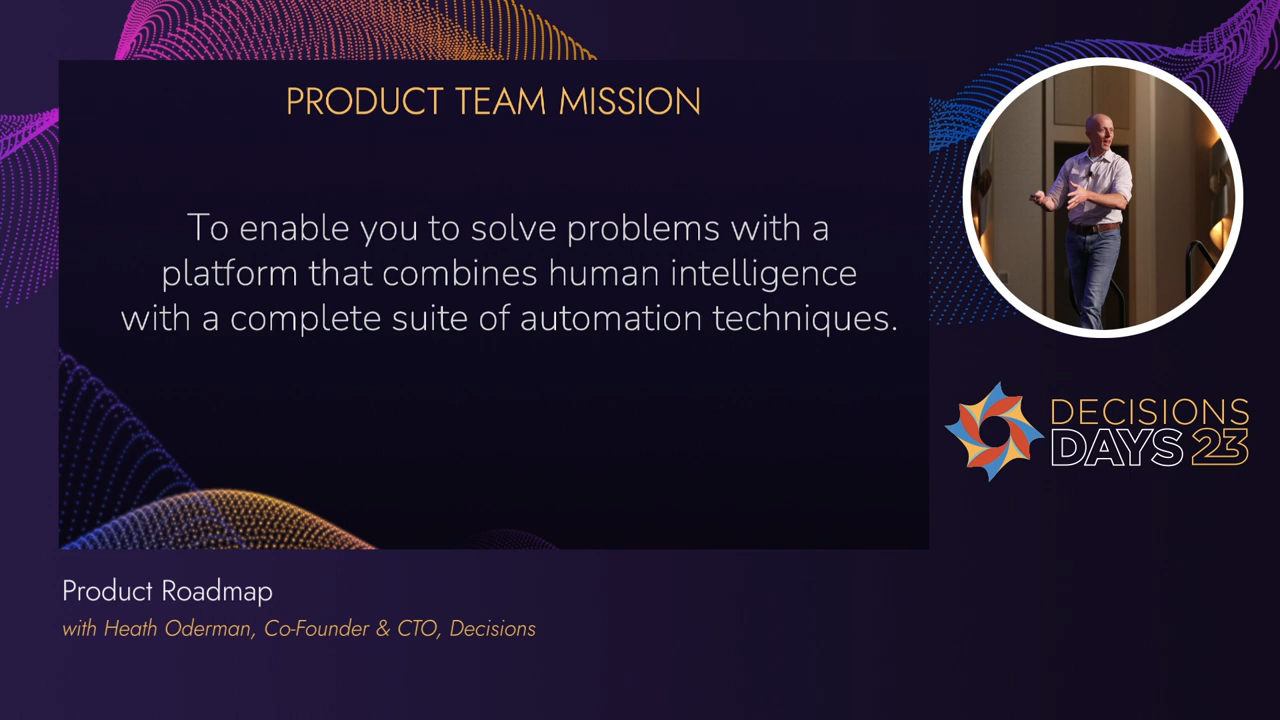 PRODUCT TEAM MISSION
To enable you to solve problems with a
platform that combines human intelligence
with a complete suite of automation techniques.
DECISIONS
DAYS 23
Product Roadmap
with Heath Oderman, Co-Founder & CTO, Decisions